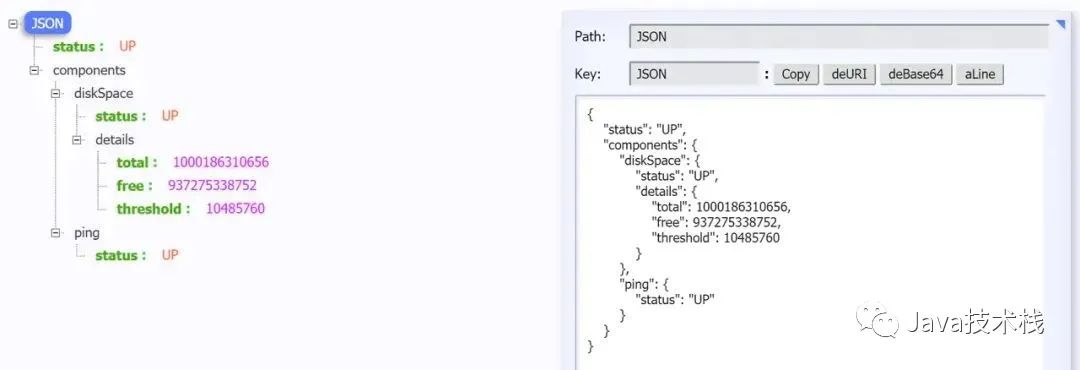 JSON
status : UP
components
diskSpace
status : UP
details
total : 1000186310656
free : 937275338752
threshold : 10485760
ping
status : UP
Path: JSON
Key: JSON : Copy deURI deBase64 aLine
{
"status": "UP",
"components": {
"diskSpace": {
"status": "UP",
"details": {
"total": 1000186310656,
"free": 937275338752,
"threshold": 10485760
}
},
"ping": {
"status": "UP"
}
}
}
Java技术栈